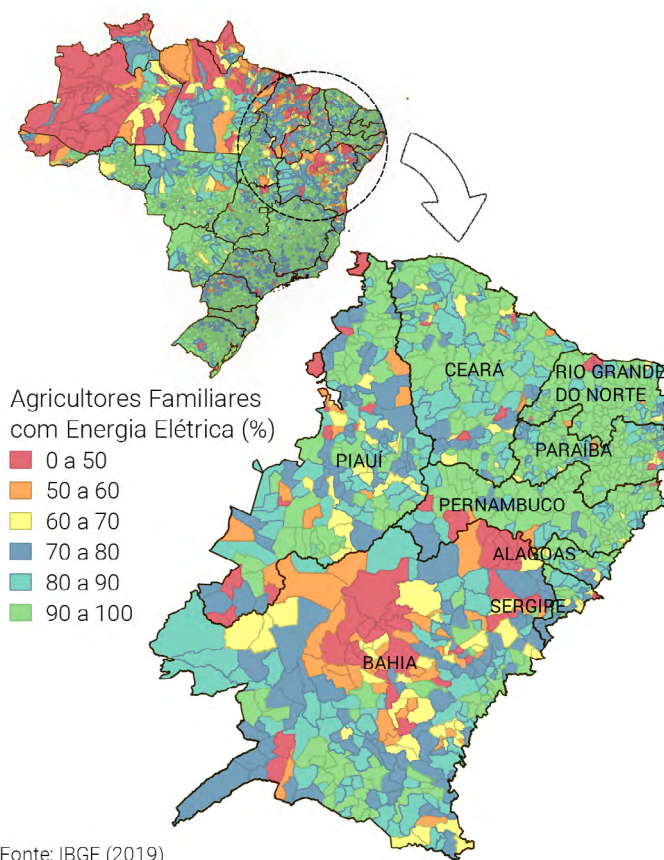 CEARÁ
RIO GRANDE
DO NORTE
Agricultores Familiares
com Energia Elétrica (%)
0 a 50
50 a 60
60 a 70
70 a 80
80 a 90
90 a 100
PARAÍBA
PIAUÍ
PERNAMBUCO
ALAGOAS
SERGIPE
BAHIA
Fonte: IBGE (2019)